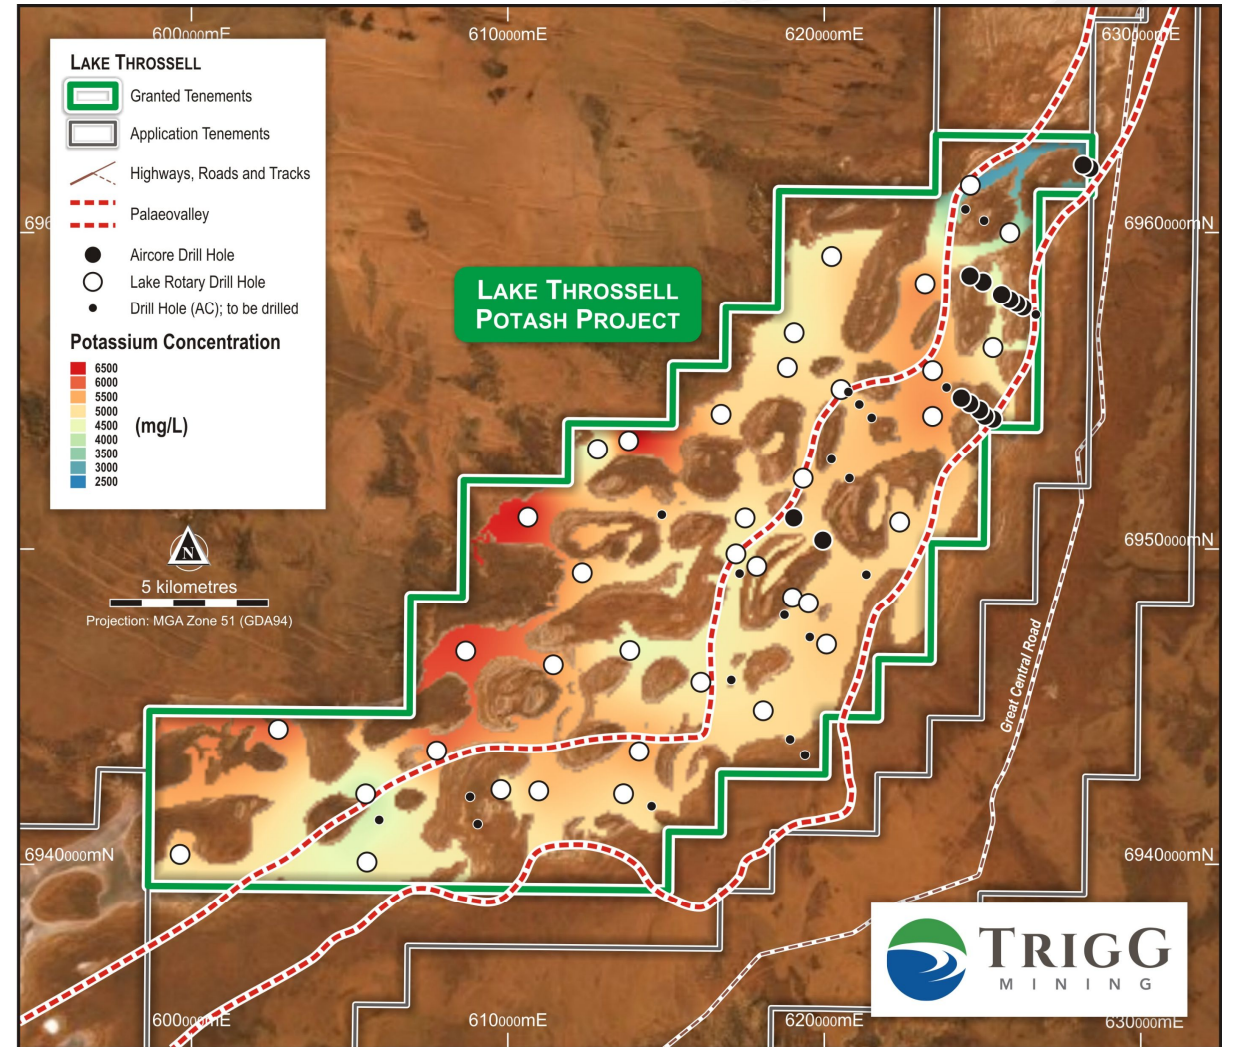 600000mE
610000mE
620000mE
630000mE
LAKE THROSSELL
Granted Tenements
Application Tenements
Highways, Roads and Tracks
Palaeovalley
Aircore Drill Hole
Lake Rotary Drill Hole
Drill Hole (AC); to be drilled
Potassium Concentration
6500
6000
5500
5000
4500
4000
3500
3000
2500
(mg/L)
696
6960000mN
LAKE THROSSELL
POTASH PROJECT
N
5 kilometres
Projection: MGA Zone 51 (GDA94)
6950000mN
Great Central Road
6940000mN
6940000mN
TRIGG
MINING
600000mE
610000mE
620000mE
630000mE